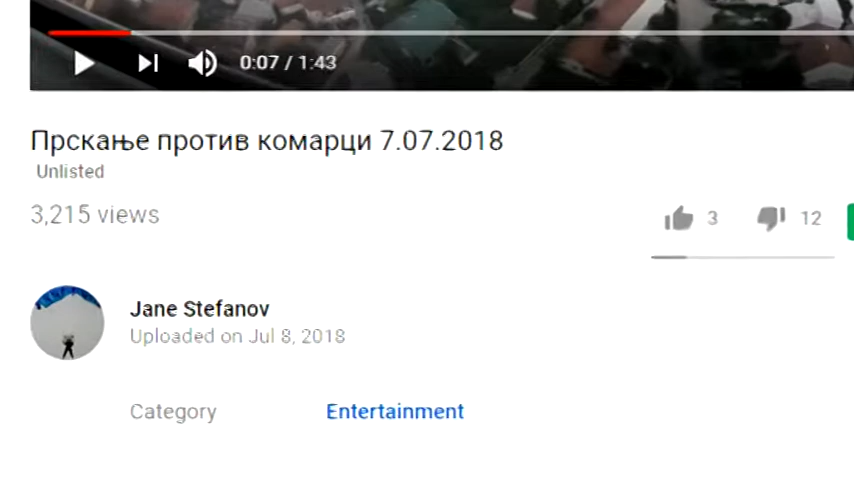 0:07 / 1:43
Прскање против комарци 7.07.2018
Unlisted
3,215 views
3 12
Jane Stefanov
Uploaded on Jul 8, 2018
Category Entertainment